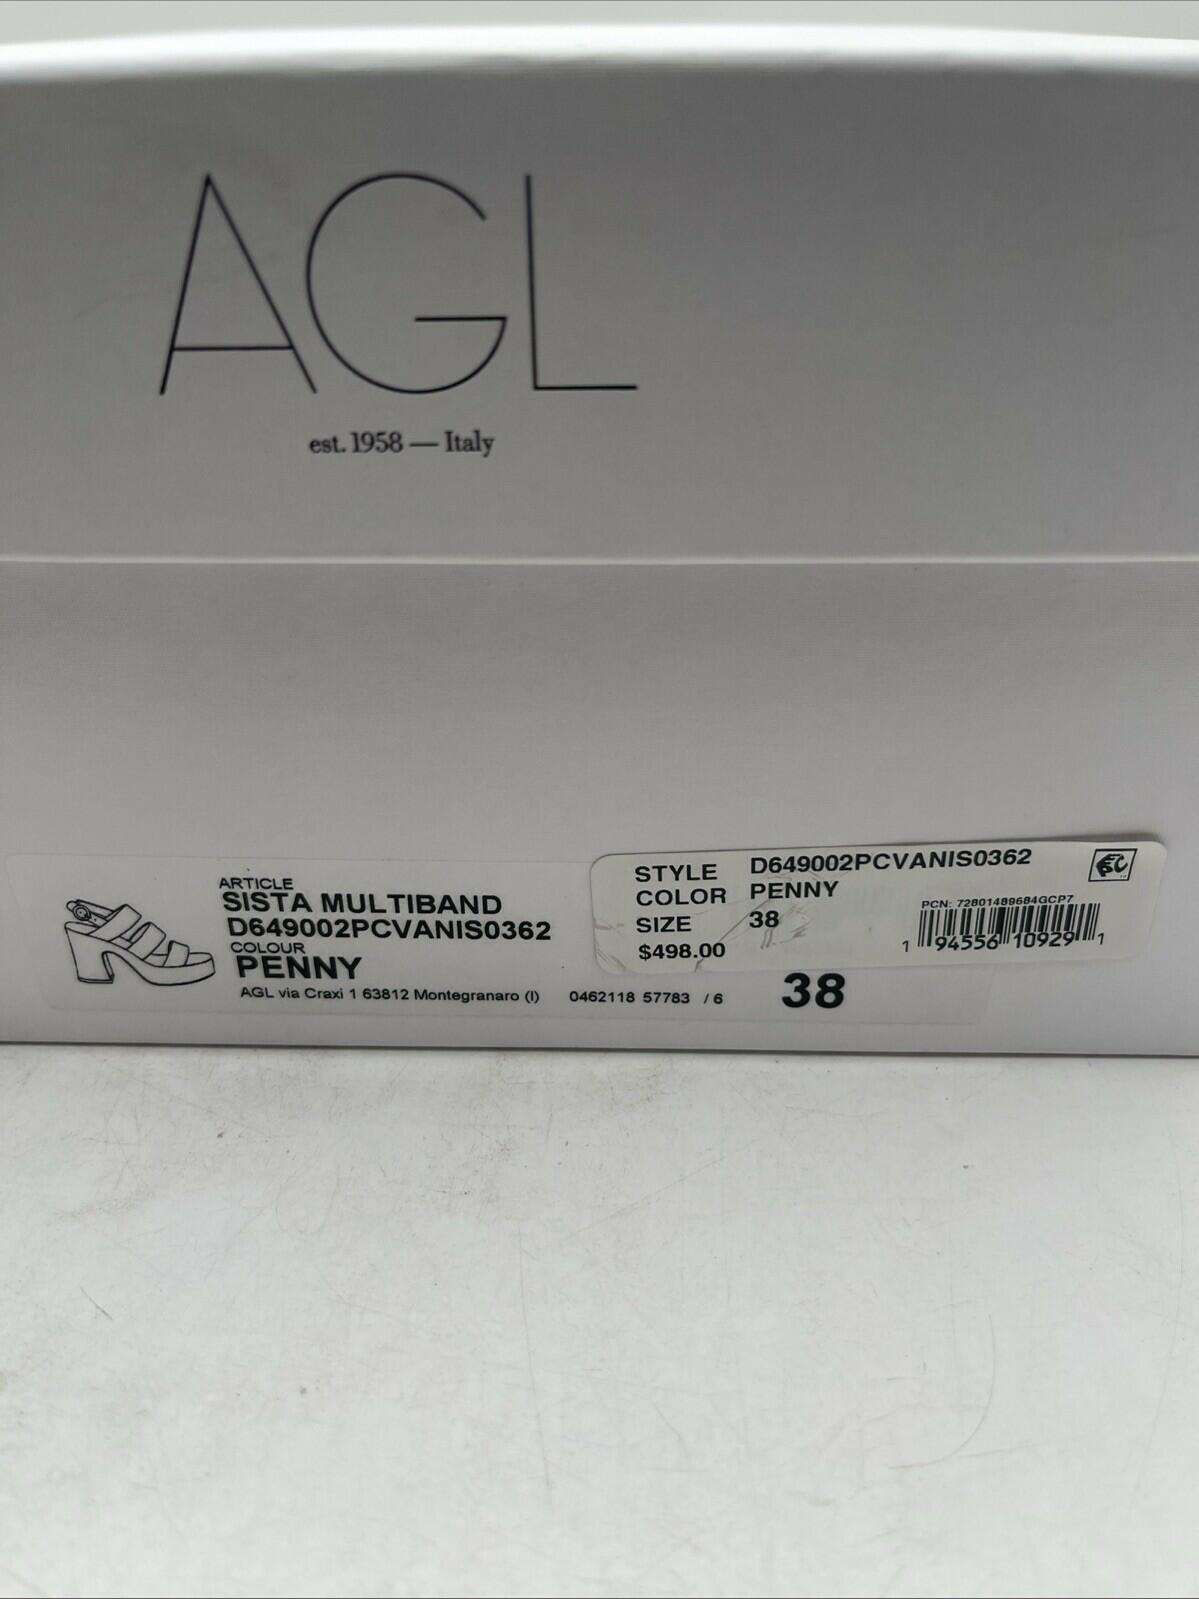 AGL
est. 1958 — Italy
ARTICLE
SISTA MULTIBAND
D649002PCVANIS0362
COLOUR
PENNY
AGL via Craxi 1 63812 Montegranaro (I) 0462118 57783 / 6
38
STYLE D649002PCVANIS0362
COLOR PENNY
SIZE 38
$498.00
PCN: 72801489684GCP7
1 94556 10929 1